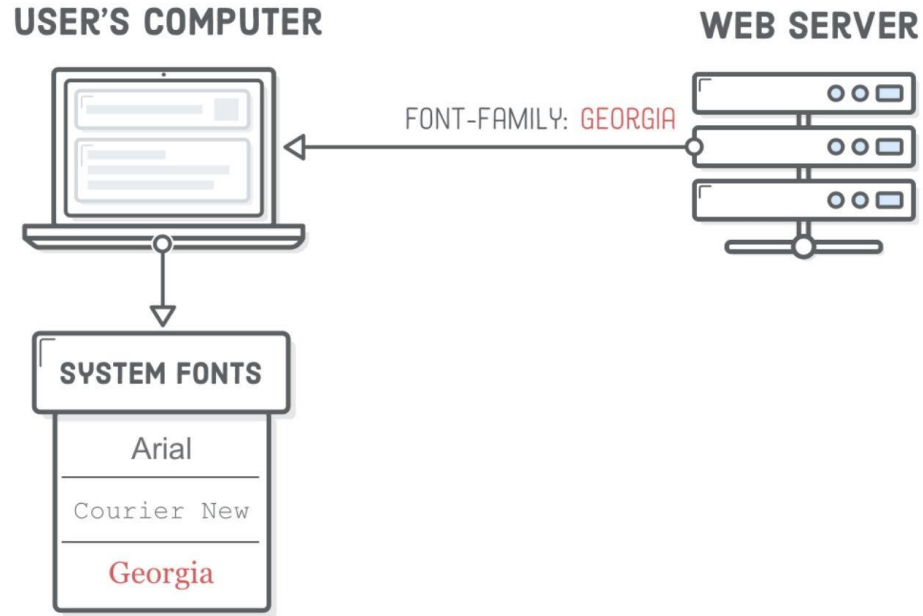 USER'S COMPUTER
WEB SERVER
FONT-FAMILY: GEORGIA
SYSTEM FONTS
Arial
Courier New
Georgia